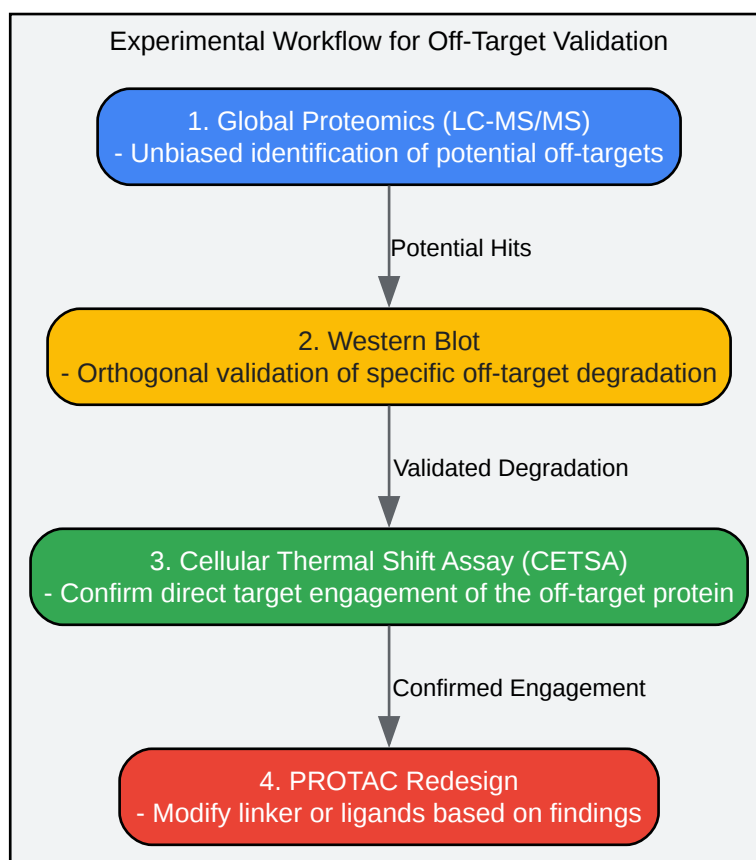 Experimental Workflow for Off-Target Validation
1. Global Proteomics (LC-MS/MS)
- Unbiased identification of potential off-targets
Potential Hits
2. Western Blot
- Orthogonal validation of specific off-target degradation
Validated Degradation
3. Cellular Thermal Shift Assay (CETSA)
- Confirm direct target engagement of the off-target protein
Confirmed Engagement
4. PROTAC Redesign
- Modify linker or ligands based on findings